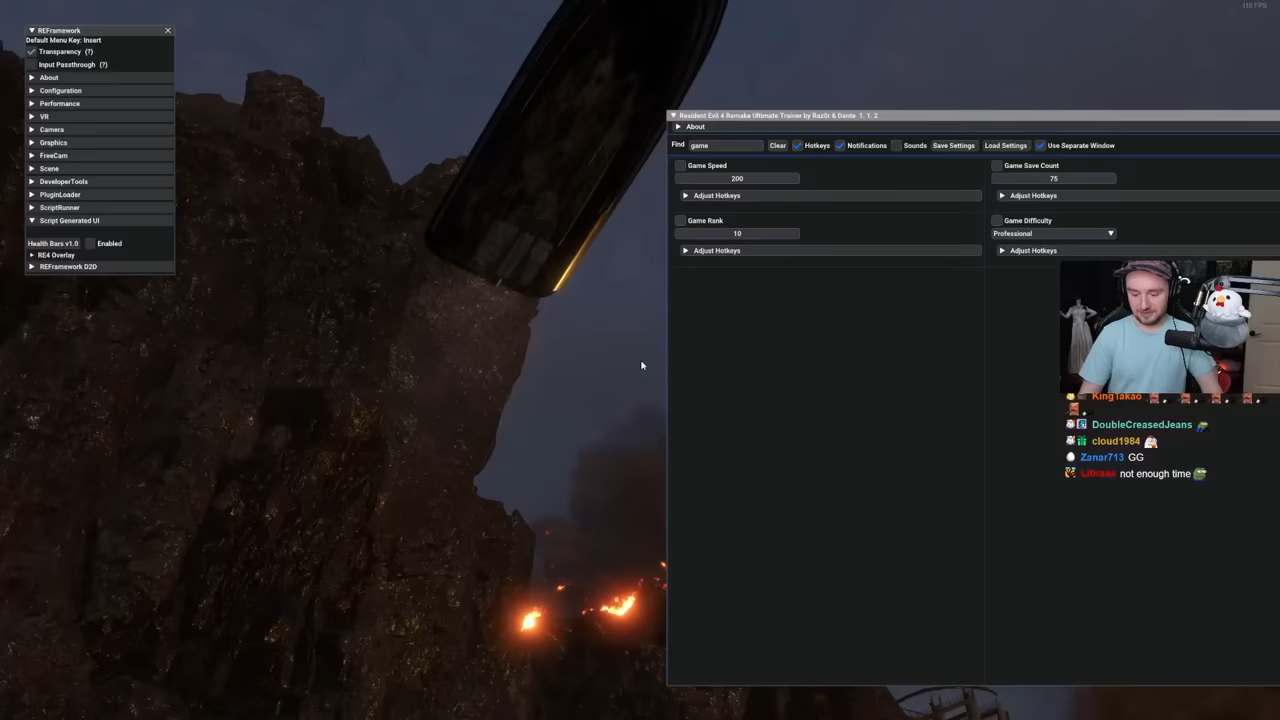 118 FPS
REFramework
Default Menu Key: Insert
Transparency (?)
Input Passthrough (?)
About
Configuration
Performance
VR
Camera
Graphics
FreeCam
Scene
DeveloperTools
PluginLoader
ScriptRunner
Script Generated UI
Health Bars v1.0 Enabled
RE4 Overlay
REFramework D2D
Resident Evil 4 Remake Ultimate Trainer by Raz0r & Dante 1.1.2
About
Find game Clear Hotkeys Notifications Sounds Save Settings Load Settings Use Separate Window
Game Speed
200
Adjust Hotkeys
Game Save Count
75
Adjust Hotkeys
Game Rank
10
Adjust Hotkeys
Game Difficulty
Professional
Adjust Hotkeys
KingTakao
DoubleCreasedJeans
cloud1984
Zanar713 GG
Libraaa not enough time